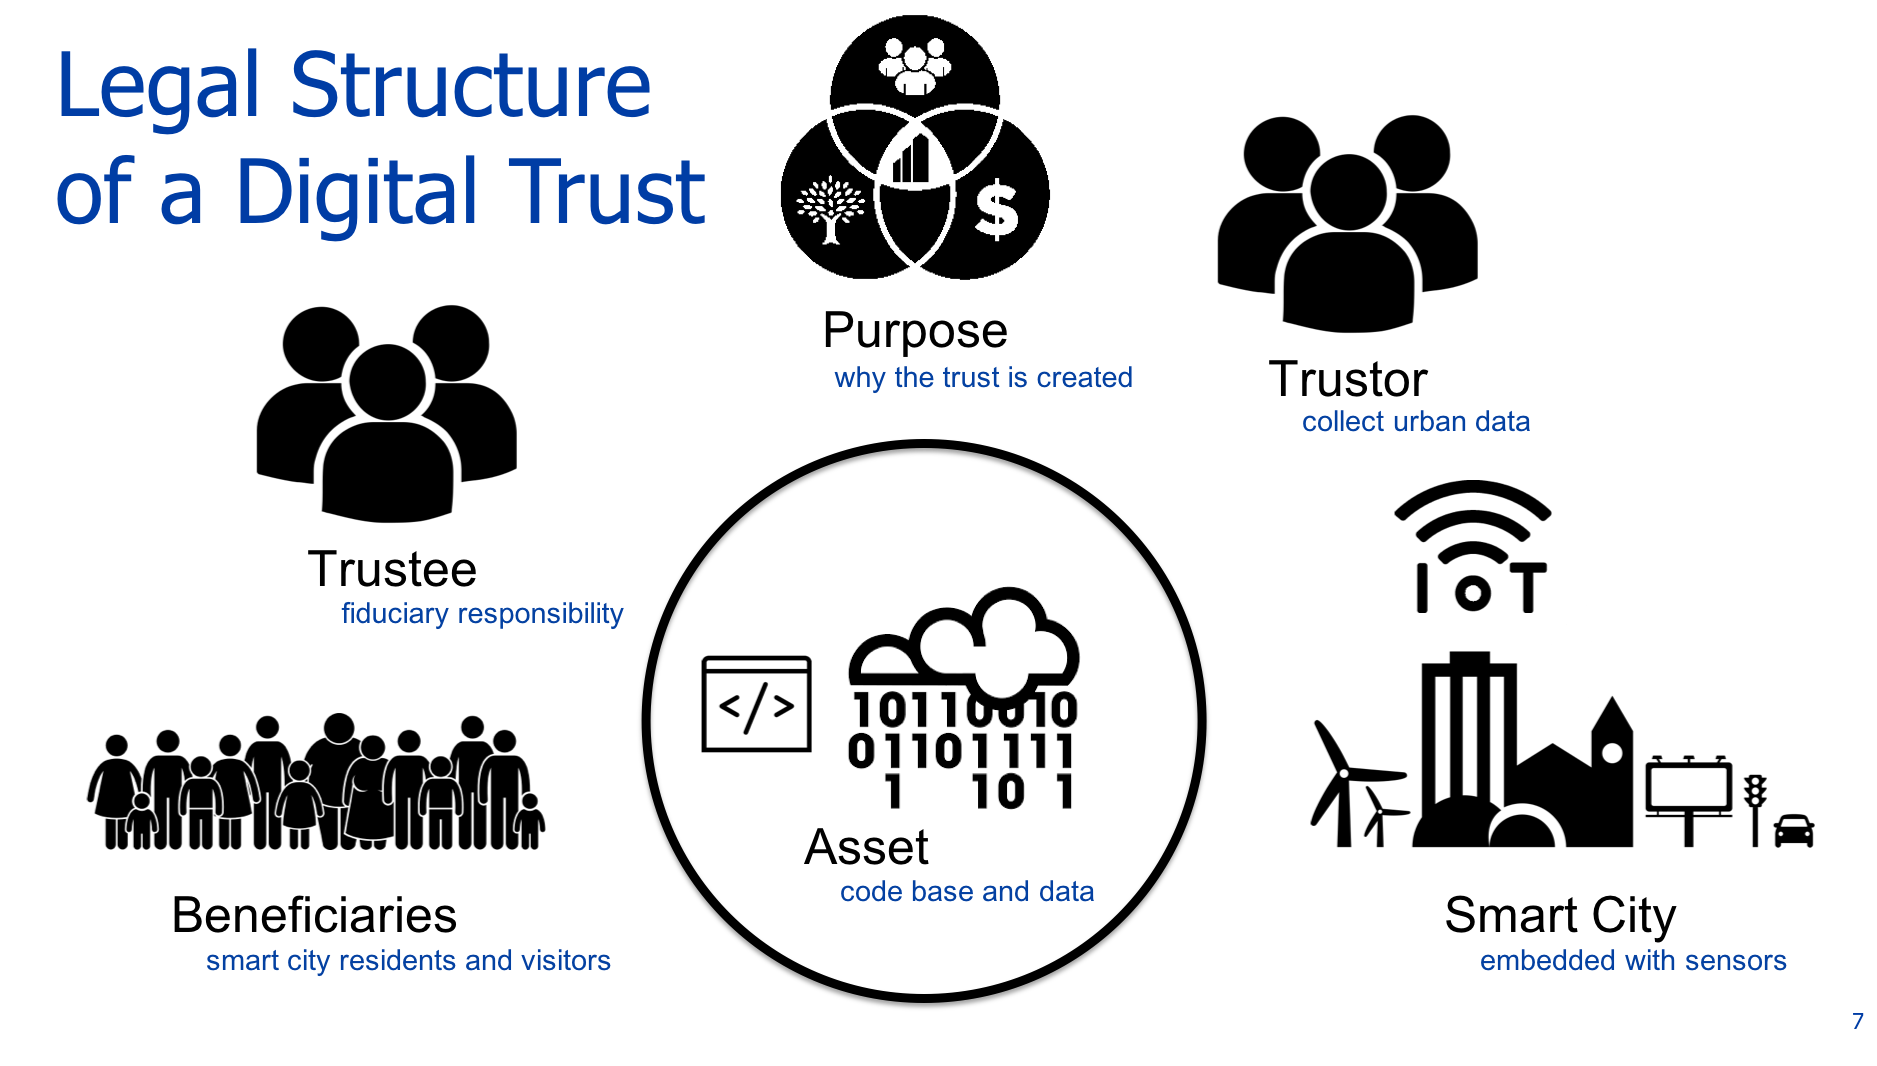 Legal Structure
of a Digital Trust
$
Purpose
why the trust is created
Trustor
collect urban data
Trustee
fiduciary responsibility
IoT
</>
10110010
01101111
1 10 1
Asset
code base and data
Beneficiaries
smart city residents and visitors
Smart City
embedded with sensors
7